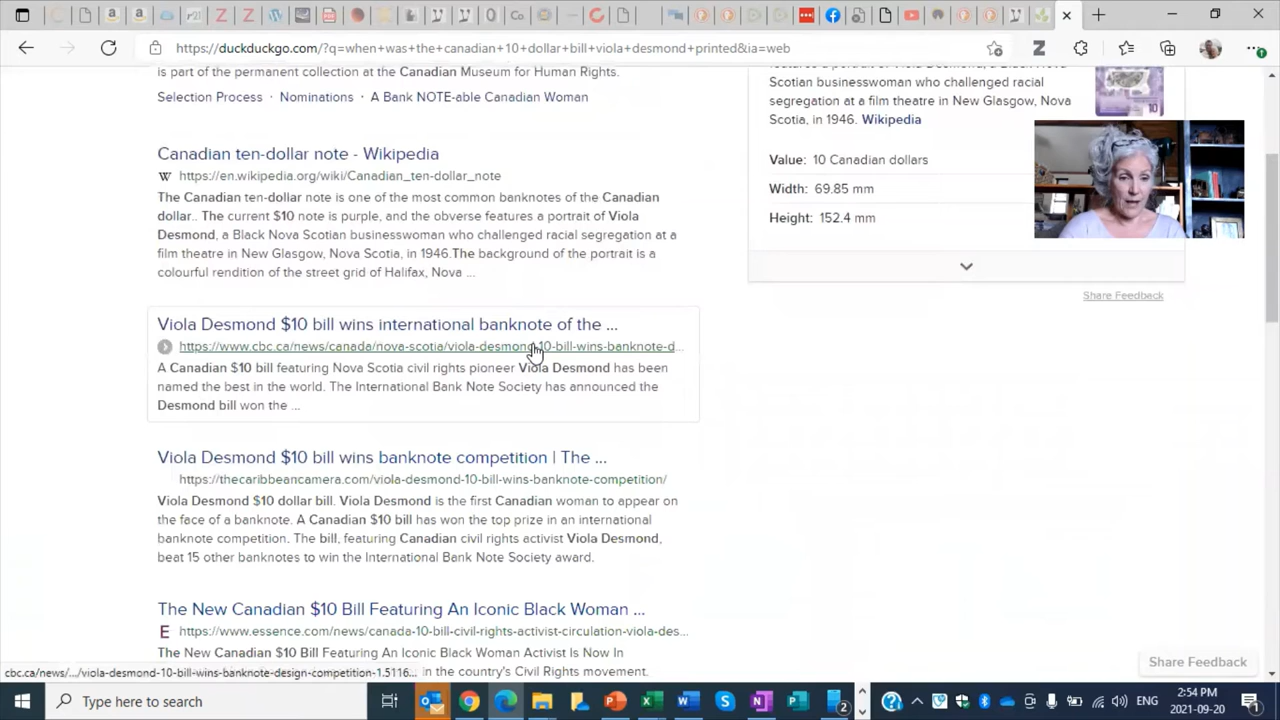 https://duckduckgo.com/?q=when+was+the+canadian+10+dollar+bill+viola+desmond+printed&ia=web
is part of the permanent collection at the Canadian Museum for Human Rights.
Selection Process · Nominations · A Bank NOTE-able Canadian Woman
Canadian ten-dollar note - Wikipedia
W https://en.wikipedia.org/wiki/Canadian_ten-dollar_note
The Canadian ten-dollar note is one of the most common banknotes of the Canadian
dollar.. The current $10 note is purple, and the obverse features a portrait of Viola
Desmond, a Black Nova Scotian businesswoman who challenged racial segregation at a
film theatre in New Glasgow, Nova Scotia, in 1946.The background of the portrait is a
colourful rendition of the street grid of Halifax, Nova ...
Viola Desmond $10 bill wins international banknote of the ...
https://www.cbc.ca/news/canada/nova-scotia/viola-desmond-10-bill-wins-banknote-d...
A Canadian $10 bill featuring Nova Scotia civil rights pioneer Viola Desmond has been
named the best in the world. The International Bank Note Society has announced the
Desmond bill won the ...
Viola Desmond $10 bill wins banknote competition | The ...
https://thecaribbeancamera.com/viola-desmond-10-bill-wins-banknote-competition/
Viola Desmond $10 dollar bill. Viola Desmond is the first Canadian woman to appear on
the face of a banknote. A Canadian $10 bill has won the top prize in an international
banknote competition. The bill, featuring Canadian civil rights activist Viola Desmond,
beat 15 other banknotes to win the International Bank Note Society award.
The New Canadian $10 Bill Featuring An Iconic Black Woman ...
E https://www.essence.com/news/canada-10-bill-civil-rights-activist-circulation-viola-des...
The New Canadian $10 Bill Featuring An Iconic Black Woman Activist Is Now In
in the country's Civil Rights movement.
Scotian businesswoman who challenged racial
segregation at a film theatre in New Glasgow, Nova
Scotia, in 1946. Wikipedia
10
Value: 10 Canadian dollars
Width: 69.85 mm
Height: 152.4 mm
Share Feedback
Share Feedback
cbc.ca/news/.../viola-desmond-10-bill-wins-banknote-design-competition-1.5116...
Type here to search
2
ENG
2:54 PM
2021-09-20
1